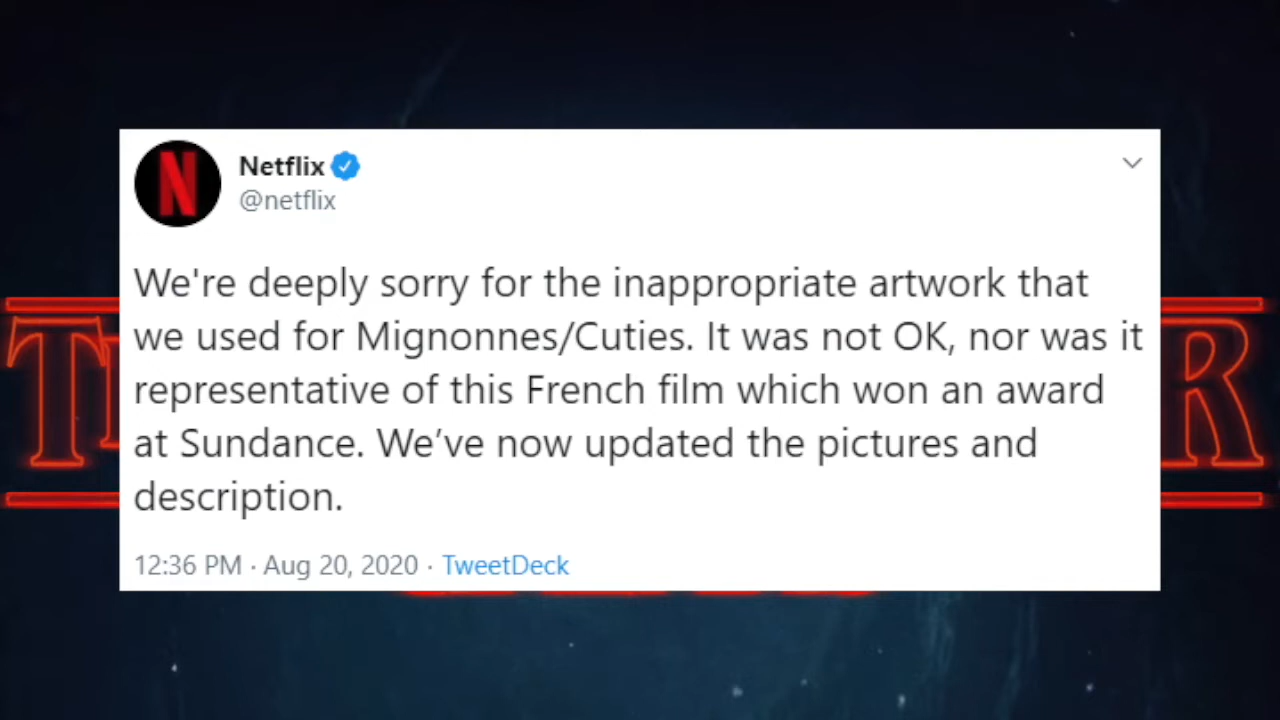 Netflix
@netflix
We're deeply sorry for the inappropriate artwork that
we used for Mignonnes/Cuties. It was not OK, nor was it
representative of this French film which won an award
at Sundance. We’ve now updated the pictures and
description.
12:36 PM · Aug 20, 2020 · TweetDeck